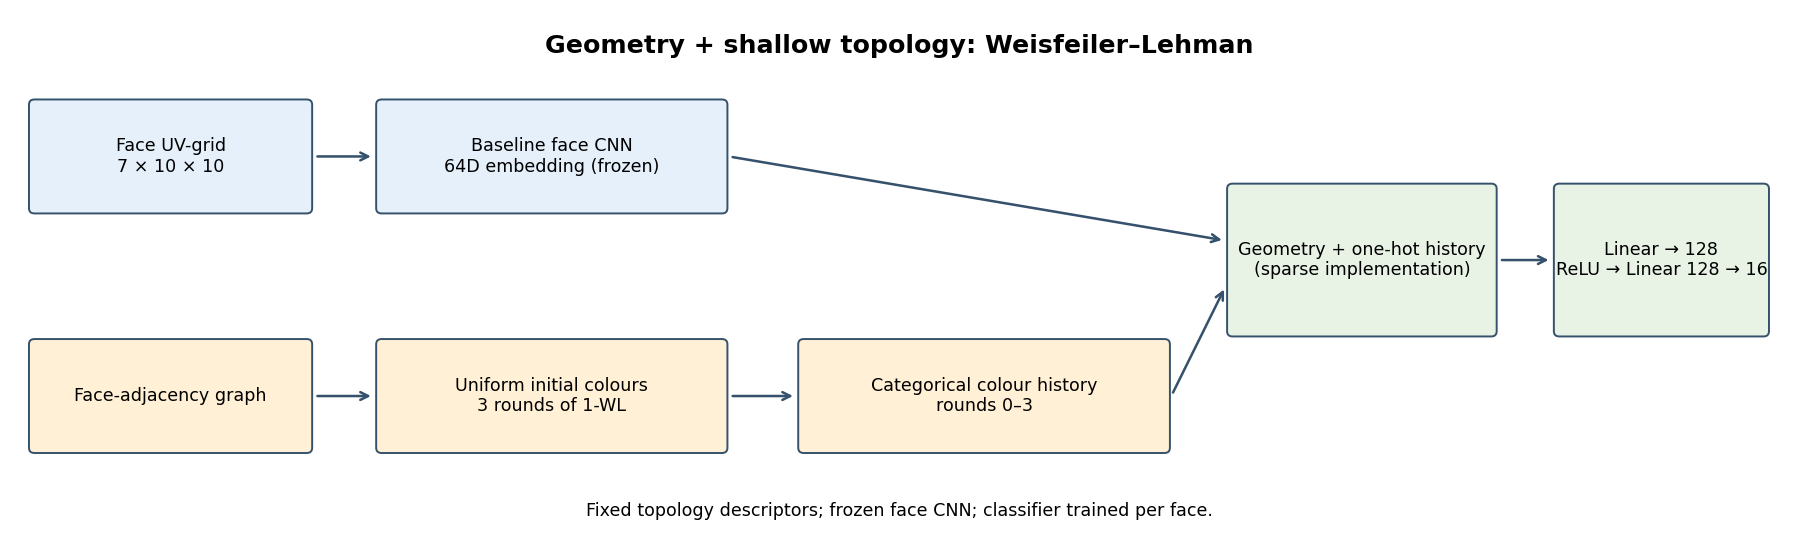 Geometry + shallow topology: Weisfeiler–Lehman
Face UV-grid
7 × 10 × 10
Baseline face CNN
64D embedding (frozen)
Geometry + one-hot history
(sparse implementation)
Linear → 128
ReLU → Linear 128 → 16
Face-adjacency graph
Uniform initial colours
3 rounds of 1-WL
Categorical colour history
rounds 0–3
Fixed topology descriptors; frozen face CNN; classifier trained per face.